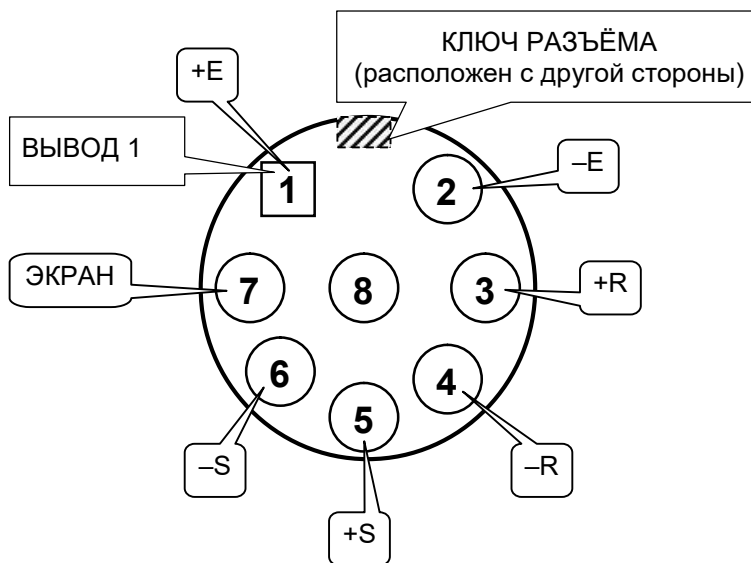 КЛЮЧ РАЗЪЁМА
(расположен с другой стороны)
+E
ВЫВОД 1
1
2
–E
ЭКРАН
7
8
3
+R
6
4
5
–S
–R
+S